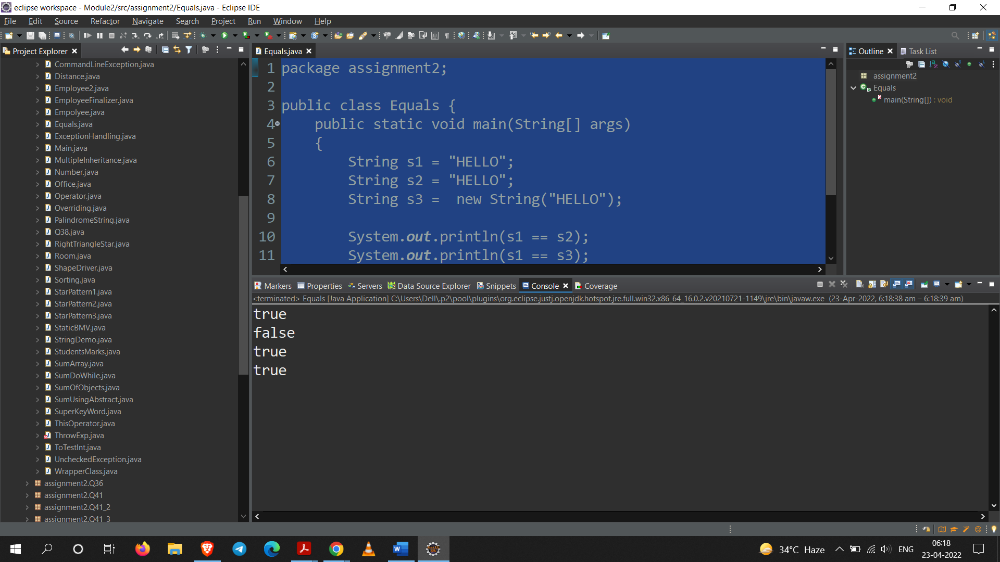 eclipse workspace - Module2/src/assignment2/Equals.java - Eclipse IDE
File Edit Source Refactor Navigate Search Project Run Window Help
Project Explorer
CommandLineException.java
Distance.java
Employee2.java
EmployeeFinalizer.java
Empolyee.java
Equals.java
ExceptionHandling.java
Main.java
MultipleInheritance.java
Number.java
Office.java
Operator.java
Overriding.java
PalindromeString.java
Q38.java
RightTriangleStar.java
Room.java
ShapeDriver.java
Sorting.java
StarPattern1.java
StarPattern2.java
StarPattern3.java
StaticBMV.java
StringDemo.java
StudentsMarks.java
SumArray.java
SumDoWhile.java
SumOfObjects.java
SumUsingAbstract.java
SuperKeyWord.java
ThisOperator.java
ThrowExp.java
ToTestInt.java
UncheckedException.java
WrapperClass.java
assignment2.Q36
assignment2.Q41
assignment2.Q41_2
assignment2.Q41_3
Equals.java
1 package assignment2;
2
3 public class Equals {
4 public static void main(String[] args)
5 {
6 String s1 = "HELLO";
7 String s2 = "HELLO";
8 String s3 =  new String("HELLO");
9
10 System.out.println(s1 == s2);
11 System.out.println(s1 == s3);
Outline Task List
assignment2
Equals
main(String[]) : void
Markers Properties Servers Data Source Explorer Snippets Console Coverage
<terminated> Equals [Java Application] C:\Users\Dell\.p2\pool\plugins\org.eclipse.justj.openjdk.hotspot.jre.full.win32.x86_64_16.0.2.v20210721-1149\jre\bin\javaw.exe (23-Apr-2022, 6:18:38 am – 6:18:39 am)
true
false
true
true
34°C Haze
ENG
06:18
23-04-2022